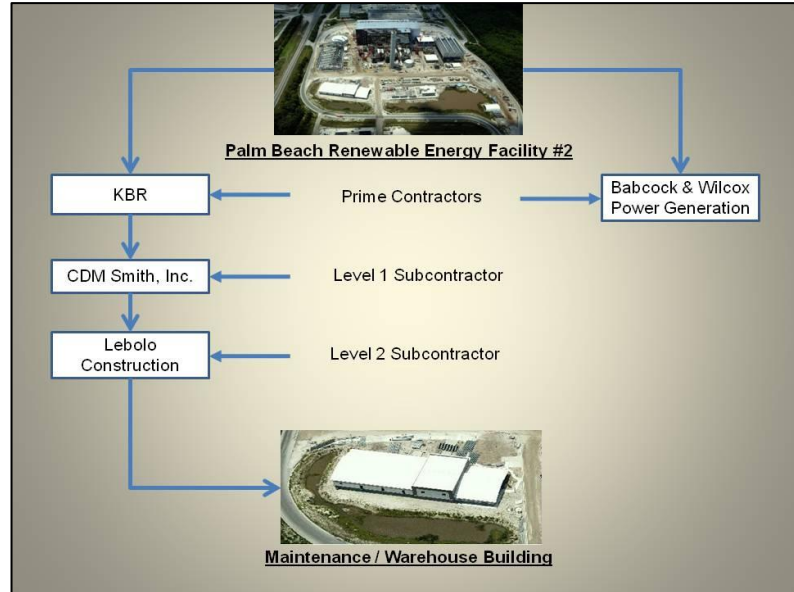 Palm Beach Renewable Energy Facility #2
KBR
Prime Contractors
Babcock & Wilcox
Power Generation
CDM Smith, Inc.
Level 1 Subcontractor
Lebolo
Construction
Level 2 Subcontractor
Maintenance / Warehouse Building